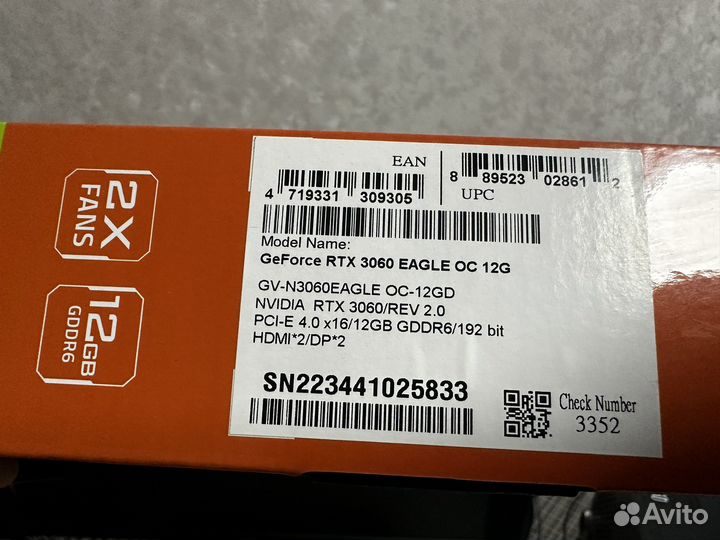 2X
FANS
12GB
GDDR6
EAN
4 719331 309305
8 89523 02861 2
UPC
Model Name:
GeForce RTX 3060 EAGLE OC 12G
GV-N3060EAGLE OC-12GD
NVIDIA RTX 3060/REV 2.0
PCI-E 4.0 x16/12GB GDDR6/192 bit
HDMI*2/DP*2
SN223441025833
Check Number
3352
Avito